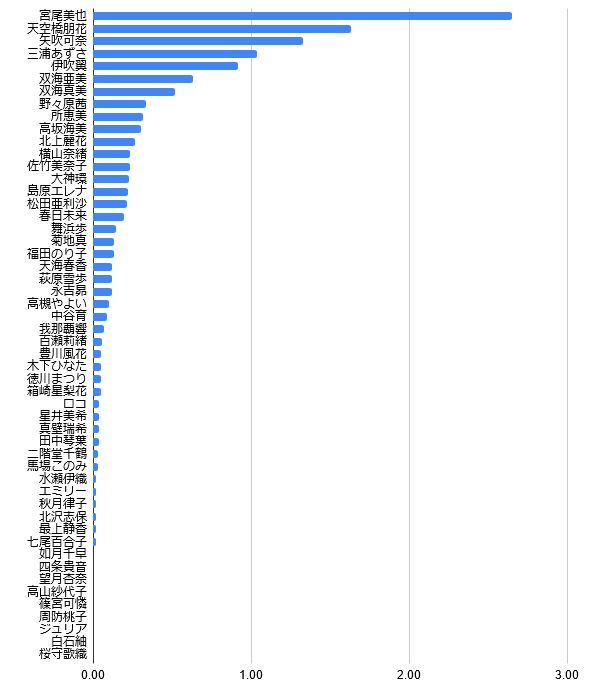 宮尾美也
天空橋朋花
矢吹可奈
三浦あずさ
伊吹翼
双海亜美
双海真美
野々原茜
所恵美
高坂海美
北上麗花
横山奈緒
佐竹美奈子
大神環
島原エレナ
松田亜利沙
春日未来
舞浜歩
菊地真
福田のり子
天海春香
萩原雪歩
永吉昴
高槻やよい
中谷育
我那覇響
百瀬莉緒
豊川風花
木下ひなた
徳川まつり
箱崎星梨花
ロコ
星井美希
真壁瑞希
田中琴葉
二階堂千鶴
馬場このみ
水瀬伊織
エミリー
秋月律子
北沢志保
最上静香
七尾百合子
如月千早
四条貴音
望月杏奈
高山紗代子
篠宮可憐
周防桃子
ジュリア
白石紬
桜守歌織
0.00 1.00 2.00 3.00